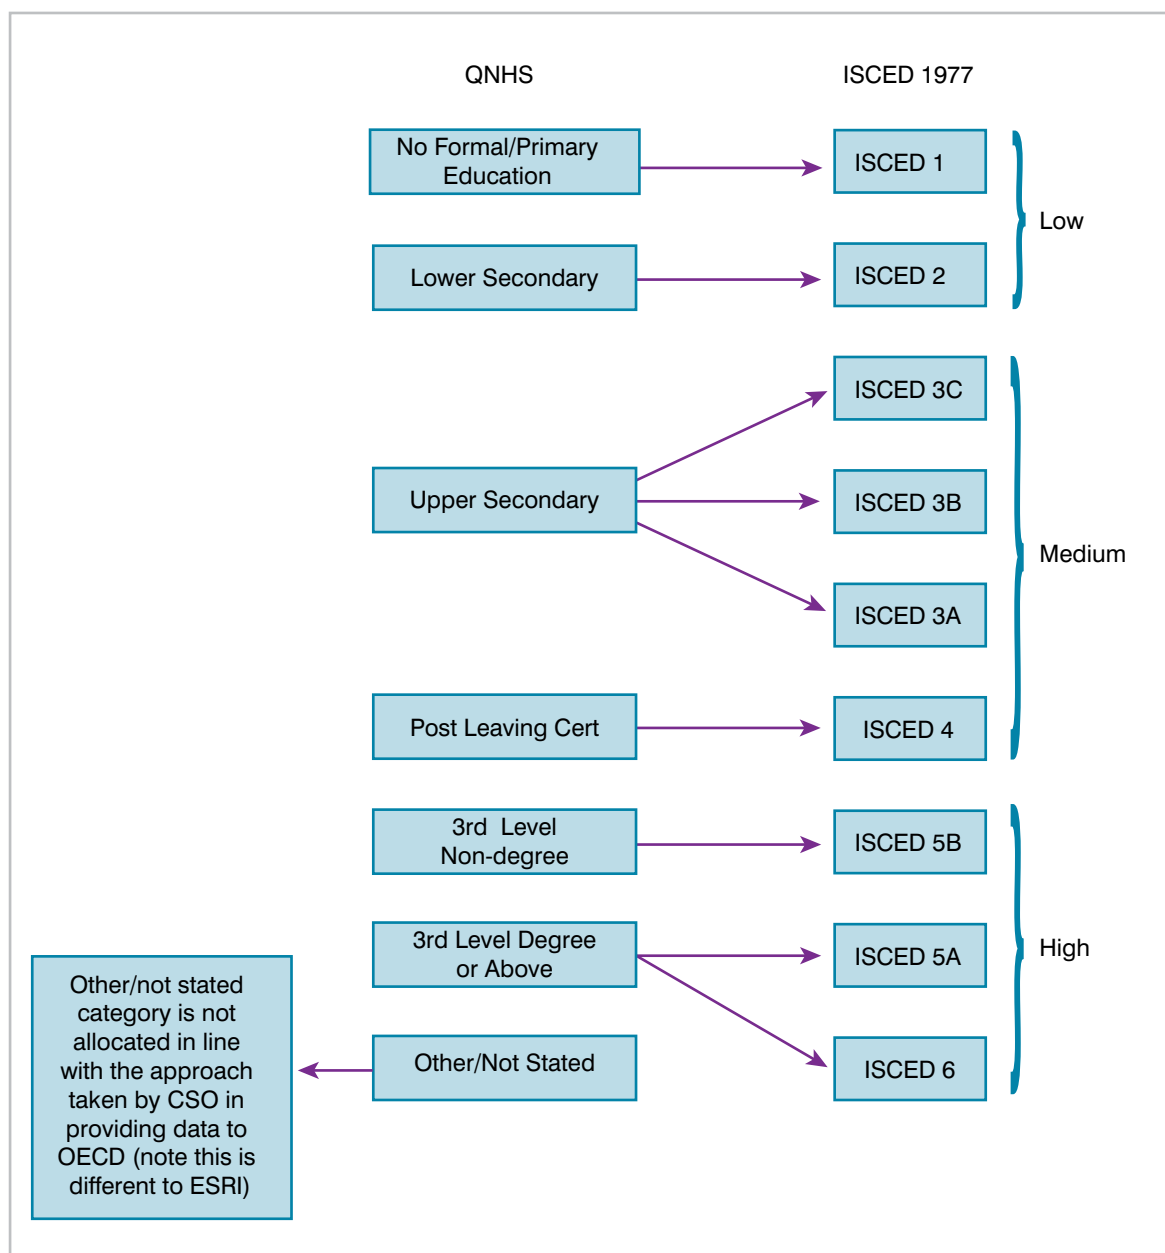 QNHS
ISCED 1977
No Formal/Primary
Education
ISCED 1
Low
Lower Secondary
ISCED 2
ISCED 3C
Upper Secondary
ISCED 3B
Medium
ISCED 3A
Post Leaving Cert
ISCED 4
3rd Level
Non-degree
ISCED 5B
3rd Level Degree
or Above
ISCED 5A
High
Other/Not Stated
ISCED 6
Other/not stated
category is not
allocated in line
with the approach
taken by CSO in
providing data to
OECD (note this is
different to ESRI)